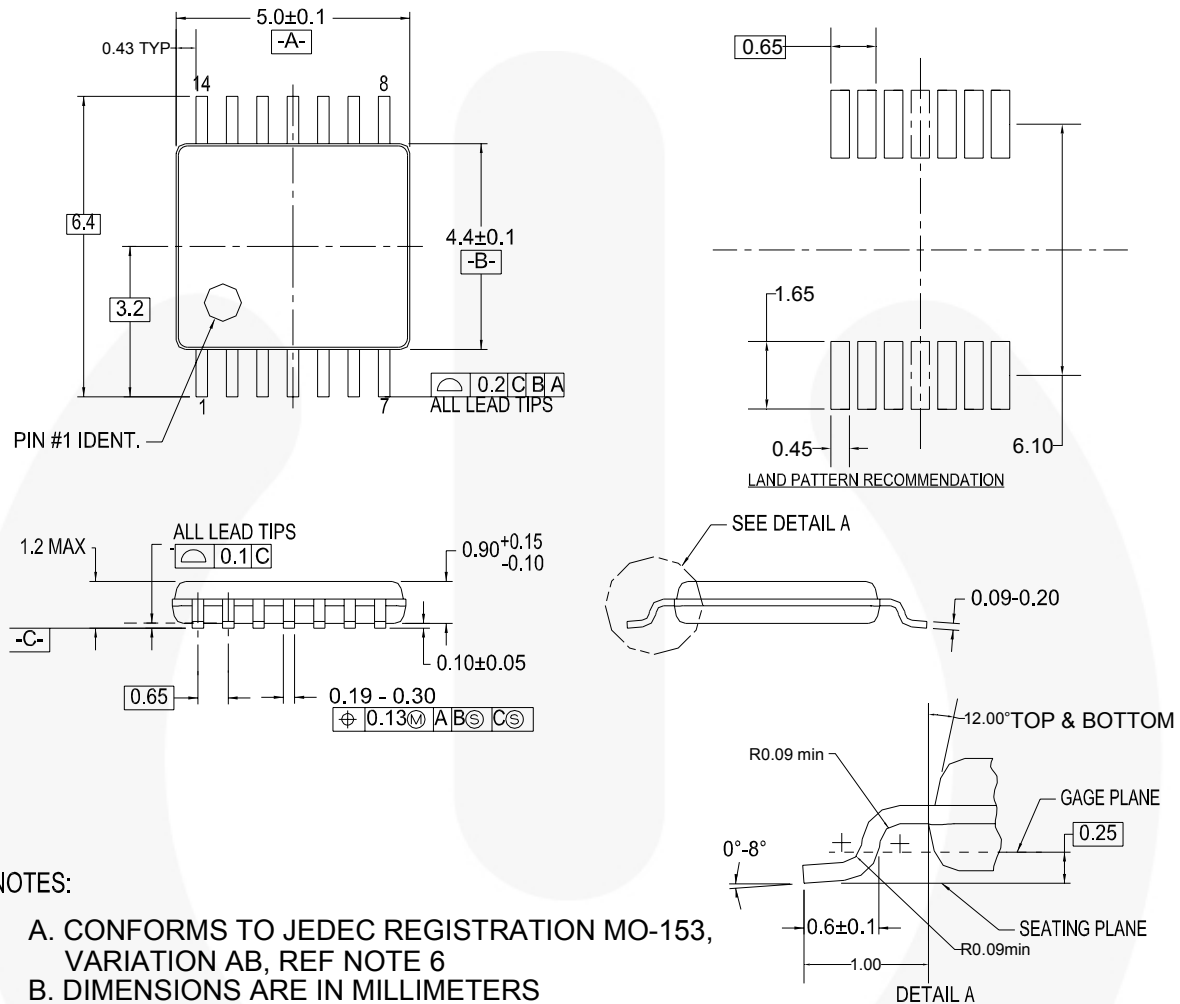 5.0±0.1
-A-
0.43 TYP
14
8
6.4
3.2
4.4±0.1
-B-
1
7
0.2 C B A
ALL LEAD TIPS
PIN #1 IDENT.
0.65
1.65
0.45
6.10
LAND PATTERN RECOMMENDATION
ALL LEAD TIPS
0.1 C
1.2 MAX
0.90 +0.15
-0.10
-C-
0.10±0.05
0.65
0.19 - 0.30
⌖ 0.13Ⓜ A BⓈ CⓈ
SEE DETAIL A
0.09-0.20
12.00° TOP & BOTTOM
R0.09 min
GAGE PLANE
0.25
0°-8°
SEATING PLANE
0.6±0.1
R0.09min
1.00
DETAIL A
NOTES:
A. CONFORMS TO JEDEC REGISTRATION MO-153,
VARIATION AB, REF NOTE 6
B. DIMENSIONS ARE IN MILLIMETERS